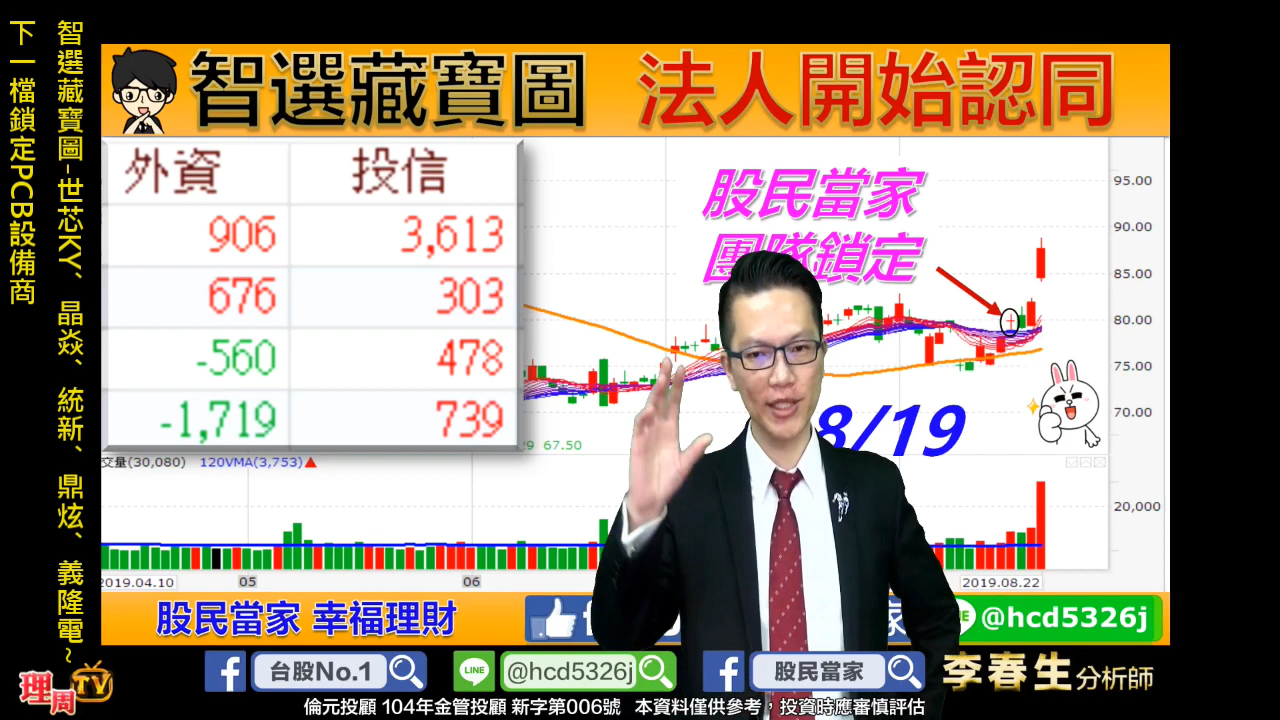 智選藏寶圖-世芯KY、晶焱、統新、鼎炫、義隆電~
下一檔鎖定PCB設備商
智選藏寶圖 法人開始認同
外資 投信
906 3,613
676 303
-560 478
-1,719 739
股民當家
團隊鎖定
8/19
95.00
90.00
85.00
80.00
75.00
70.00
67.50
交量(30,080) 120VMA(3,753)
20,000
2019.04.10 05 06 2019.08.22
股民當家 幸福理財
@hcd5326j
台股No.1
LINE @hcd5326j
股民當家
李春生分析師
理周TV
倫元投顧 104年金管投顧 新字第006號 本資料僅供參考，投資時應審慎評估